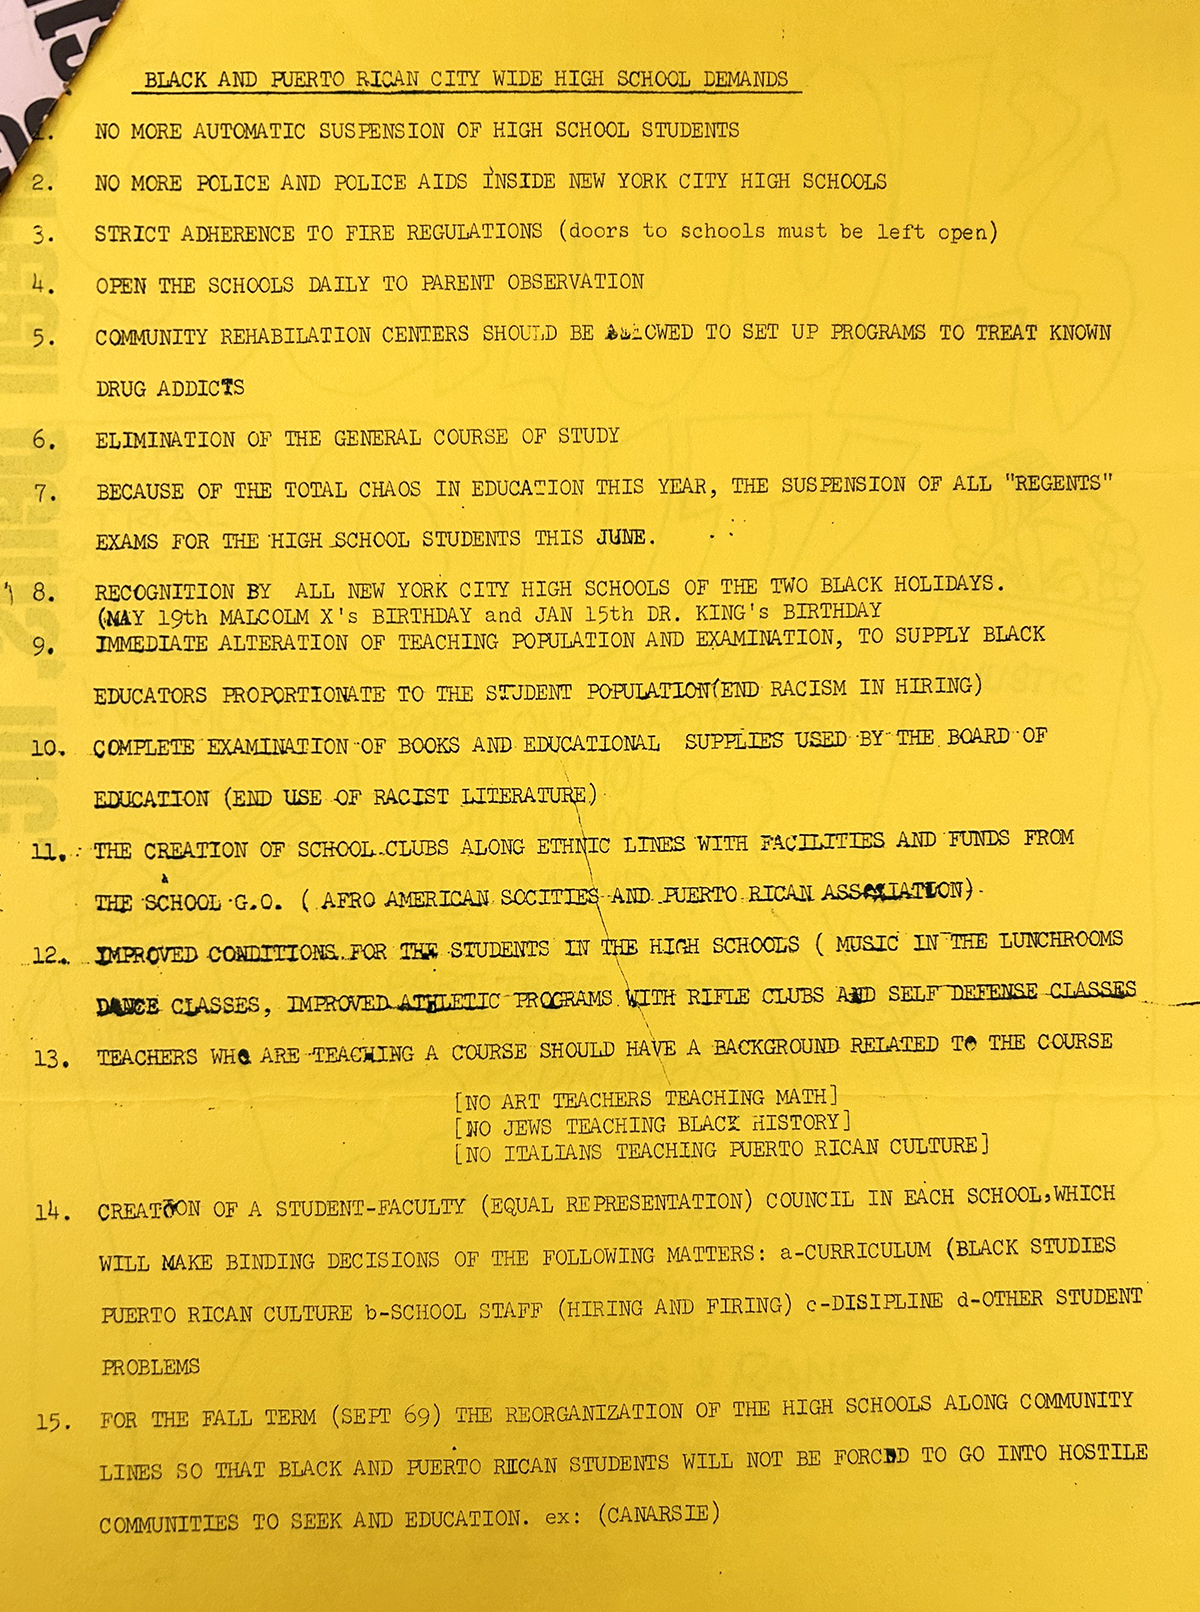 BLACK AND PUERTO RICAN CITY WIDE HIGH SCHOOL DEMANDS
1. NO MORE AUTOMATIC SUSPENSION OF HIGH SCHOOL STUDENTS
2. NO MORE POLICE AND POLICE AIDS INSIDE NEW YORK CITY HIGH SCHOOLS
3. STRICT ADHERENCE TO FIRE REGULATIONS (doors to schools must be left open)
4. OPEN THE SCHOOLS DAILY TO PARENT OBSERVATION
5. COMMUNITY REHABILATION CENTERS SHOULD BE ALLOWED TO SET UP PROGRAMS TO TREAT KNOWN
DRUG ADDICTS
6. ELIMINATION OF THE GENERAL COURSE OF STUDY
7. BECAUSE OF THE TOTAL CHAOS IN EDUCATION THIS YEAR, THE SUSPENSION OF ALL "REGENTS"
EXAMS FOR THE HIGH SCHOOL STUDENTS THIS JUNE.
8. RECOGNITION BY ALL NEW YORK CITY HIGH SCHOOLS OF THE TWO BLACK HOLIDAYS.
(MAY 19th MALCOLM X's BIRTHDAY and JAN 15th DR. KING's BIRTHDAY
9. IMMEDIATE ALTERATION OF TEACHING POPULATION AND EXAMINATION, TO SUPPLY BLACK
EDUCATORS PROPORTIONATE TO THE STUDENT POPULATION(END RACISM IN HIRING)
10. COMPLETE EXAMINATION OF BOOKS AND EDUCATIONAL SUPPLIES USED BY THE BOARD OF
EDUCATION (END USE OF RACIST LITERATURE)
11. THE CREATION OF SCHOOL CLUBS ALONG ETHNIC LINES WITH FACILITIES AND FUNDS FROM
THE SCHOOL G.O. ( AFRO AMERICAN SOCITIES AND PUERTO RICAN ASSOCIATION)
12. IMPROVED CONDITIONS FOR THE STUDENTS IN THE HIGH SCHOOLS ( MUSIC IN THE LUNCHROOMS
DANCE CLASSES, IMPROVED ATHLETIC PROGRAMS WITH RIFLE CLUBS AND SELF DEFENSE CLASSES
13. TEACHERS WHO ARE TEACHING A COURSE SHOULD HAVE A BACKGROUND RELATED TO THE COURSE
[NO ART TEACHERS TEACHING MATH]
[NO JEWS TEACHING BLACK HISTORY]
[NO ITALIANS TEACHING PUERTO RICAN CULTURE]
14. CREATION OF A STUDENT-FACULTY (EQUAL REPRESENTATION) COUNCIL IN EACH SCHOOL,WHICH
WILL MAKE BINDING DECISIONS OF THE FOLLOWING MATTERS: a-CURRICULUM (BLACK STUDIES
PUERTO RICAN CULTURE b-SCHOOL STAFF (HIRING AND FIRING) c-DISIPLINE d-OTHER STUDENT
PROBLEMS
15. FOR THE FALL TERM (SEPT 69) THE REORGANIZATION OF THE HIGH SCHOOLS ALONG COMMUNITY
LINES SO THAT BLACK AND PUERTO RICAN STUDENTS WILL NOT BE FORCED TO GO INTO HOSTILE
COMMUNITIES TO SEEK AND EDUCATION. ex: (CANARSIE)